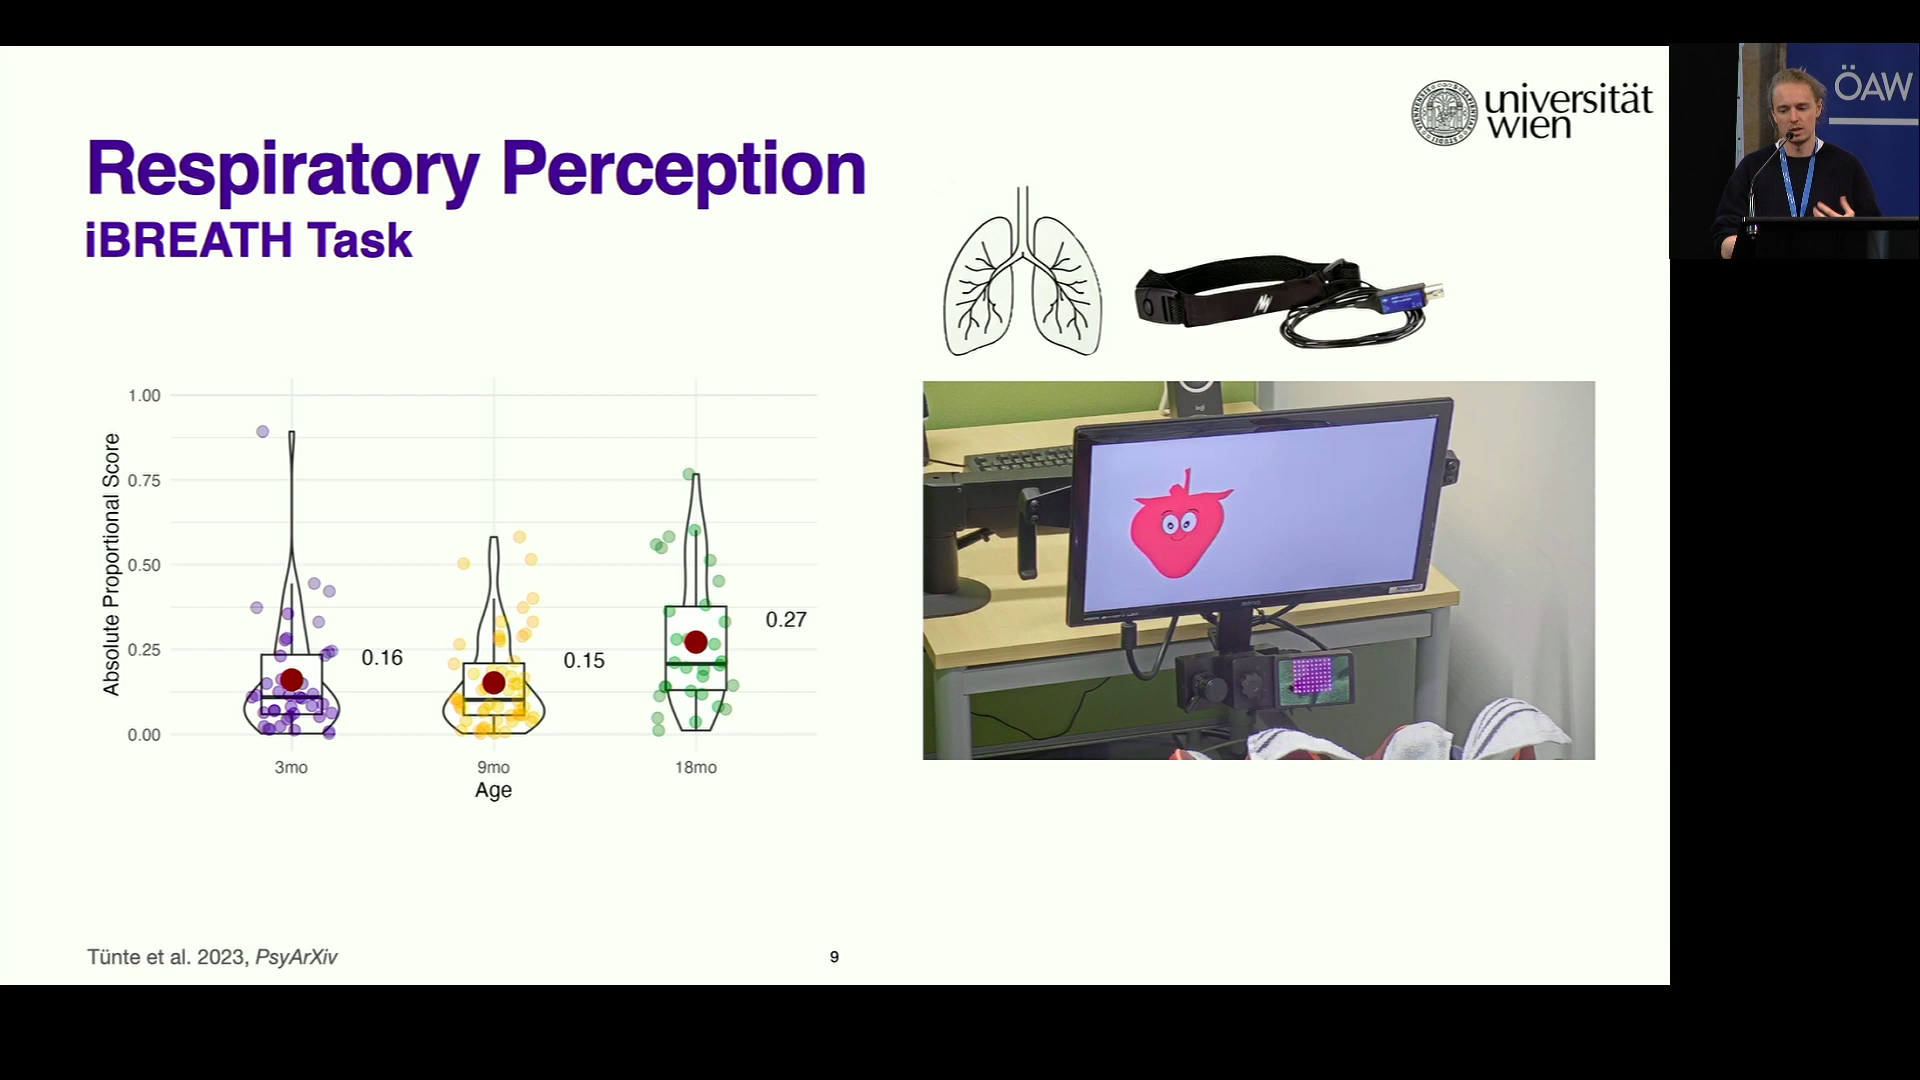 universität
wien
ÖAW
Respiratory Perception
iBREATH Task
1.00
0.75
0.50
0.25
0.00
Absolute Proportional Score
0.16
0.15
0.27
3mo
9mo
18mo
Age
Tünte et al. 2023, PsyArXiv
9